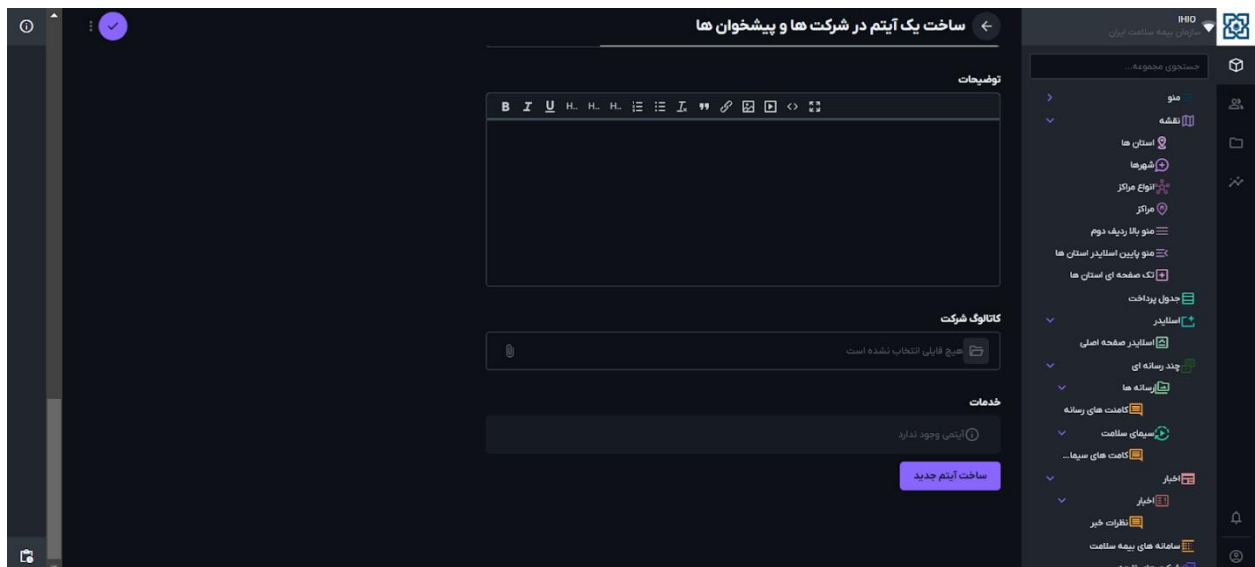 IHIO
سازمان بیمه سلامت ایران
جستجوی مجموعه...
منو
نقشه
استان ها
شهرها
انواع مراکز
مراکز
منو بالا ردیف دوم
منو پایین اسلایدر استان ها
تک صفحه ای استان ها
جدول پرداخت
اسلایدر
اسلایدر صفحه اصلی
چند رسانه ای
رسانه ها
کامنت های رسانه
سیمای سلامت
کامت های سیما...
اخبار
اخبار
نظرات خبر
سامانه های بیمه سلامت
ساخت یک آیتم در شرکت ها و پیشخوان ها
توضیحات
B I U H.. H.. H..
کاتالوگ شرکت
هیچ فایلی انتخاب نشده است
خدمات
آیتمی وجود ندارد
ساخت آیتم جدید